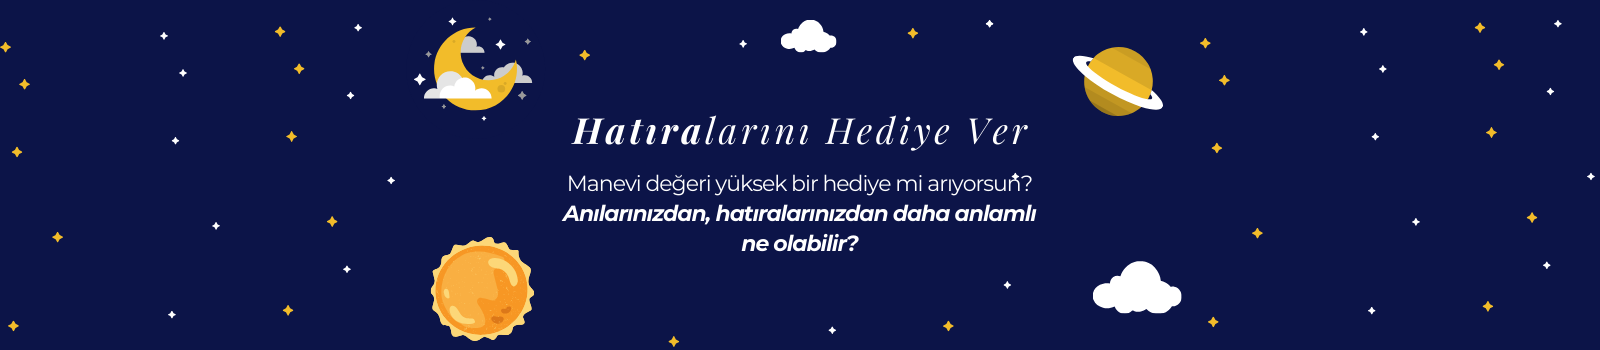 Hatıralarını Hediye Ver
Manevi değeri yüksek bir hediye mi arıyorsun?
Anılarınızdan, hatıralarınızdan daha anlamlı
ne olabilir?